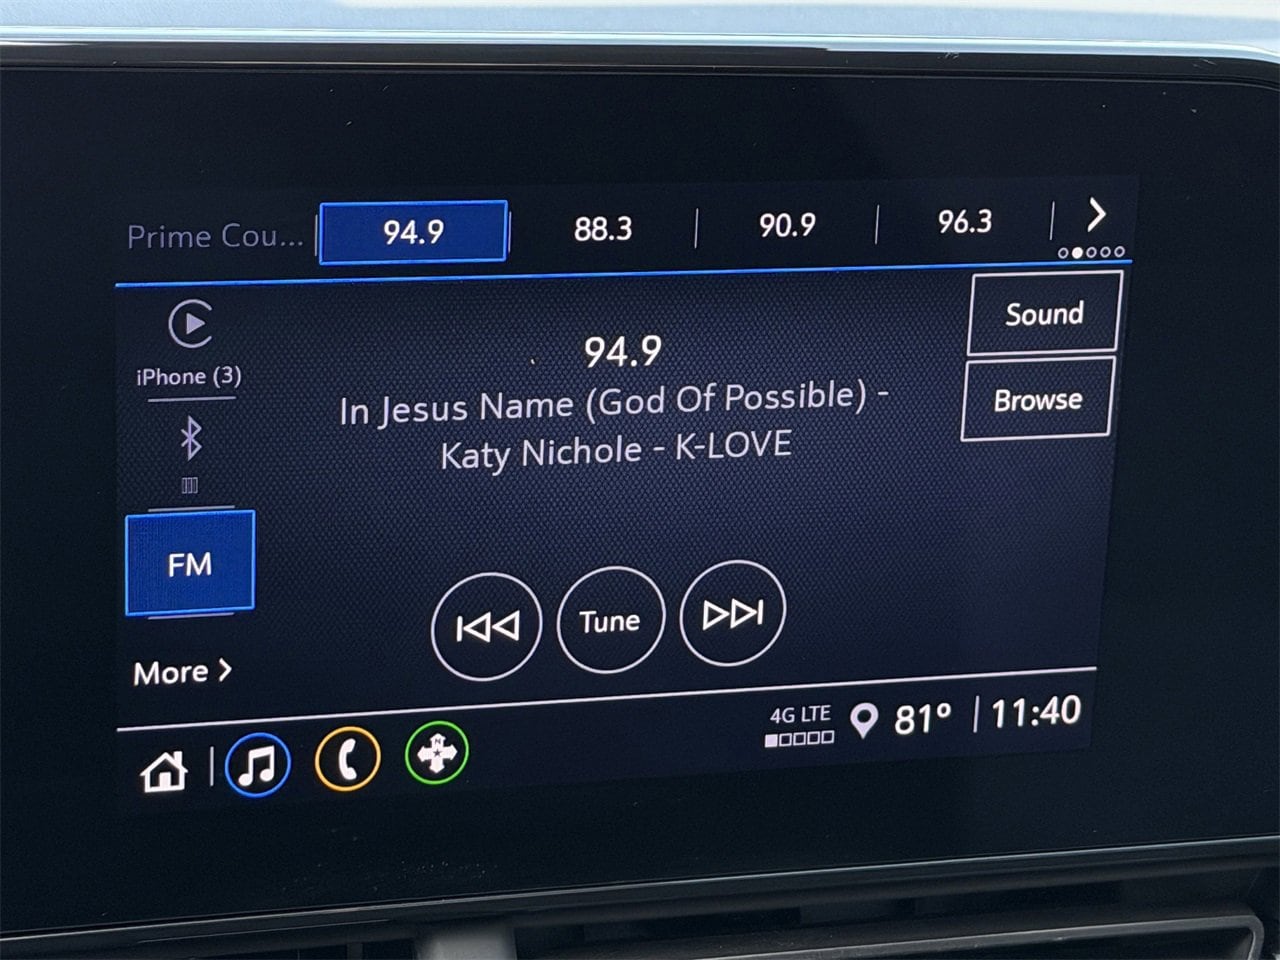 Prime Cou... 94.9 88.3 90.9 96.3
iPhone (3)
FM
More
94.9
In Jesus Name (God Of Possible) -
Katy Nichole - K-LOVE
Tune
Sound
Browse
N
4G LTE
81° 11:40